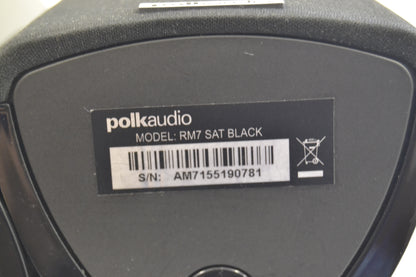 polkaudio
MODEL: RM7 SAT BLACK
S/N: AM7155190781